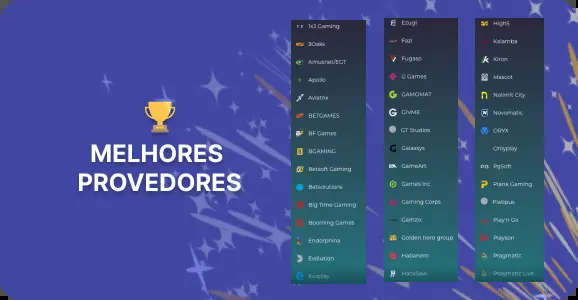 MELHORES
PROVEDORES
1x2 Gaming
3Oaks
Amusnet/EGT
Apollo
Aviatrix
BETGAMES
BF Games
BGAMING
Betsoft Gaming
Betsolutions
Big Time Gaming
Booming Games
Endorphina
Evolution
Evoplay
Ezugi
Fazi
Fugaso
G Games
GAMOMAT
GIVME
GT Studios
Galaxsys
GameArt
Games Inc
Gaming Corps
Gamzix
Golden hero group
Habanero
HackSaw
High5
Kalamba
Kiron
Mascot
Nolimit City
Novomatic
ORYX
Onlyplay
PgSoft
Plank Gaming
Platipus
Play'n Go
Playson
Pragmatic
Pragmatic Live